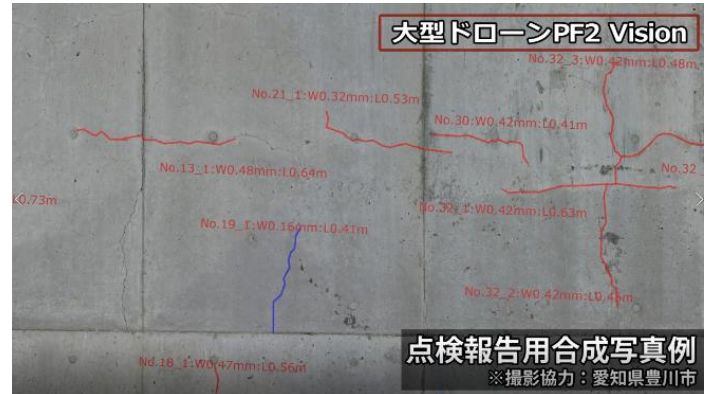 大型ドローンPF2 Vision
No.32_3:W0.42mm:L0.48m
No.21_1:W0.32mm:L0.53m
No.30:W0.42mm:L0.41m
No.13_1:W0.48mm:L0.64m
No.32
L0.73m
No.32_1:W0.42mm:L0.63m
No.19_1:W0.16mm:L0.41m
No.32_2:W0.42mm:L0.45m
No.18_1:W0.47mm:L0.56m
点検報告用合成写真例
※撮影協力:愛知県豊川市